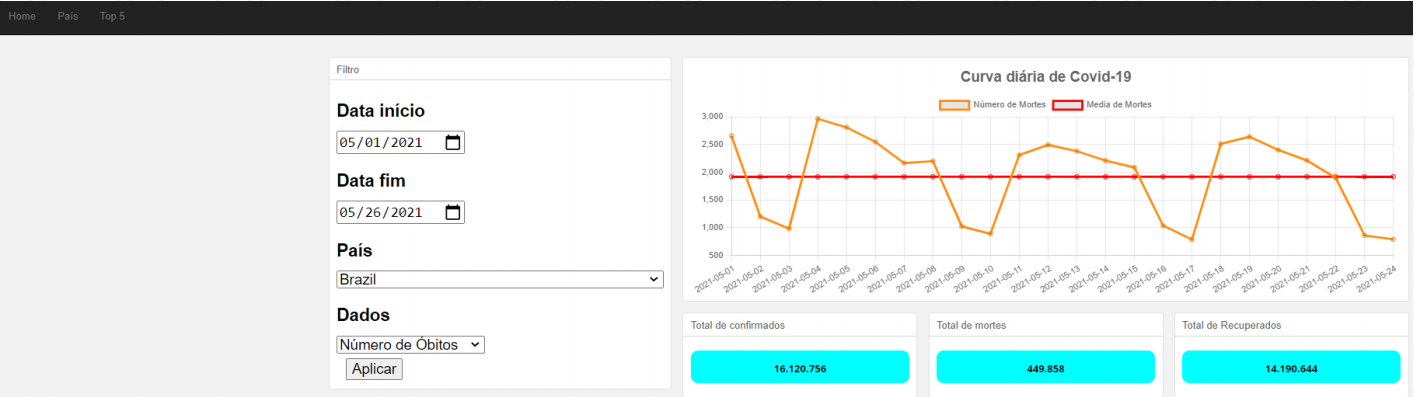 Home País Top 5
Filtro
Data início
05/01/2021
Data fim
05/26/2021
País
Brazil
Dados
Número de Óbitos
Aplicar
Curva diária de Covid-19
Número de Mortes Media de Mortes
3,000
2,500
2,000
1,500
1,000
500
2021-05-01 2021-05-02 2021-05-03 2021-05-04 2021-05-05 2021-05-06 2021-05-07 2021-05-08 2021-05-09 2021-05-10 2021-05-11 2021-05-12 2021-05-13 2021-05-14 2021-05-15 2021-05-16 2021-05-17 2021-05-18 2021-05-19 2021-05-20 2021-05-21 2021-05-22 2021-05-23 2021-05-24
Total de confirmados
16.120.756
Total de mortes
449.858
Total de Recuperados
14.190.644